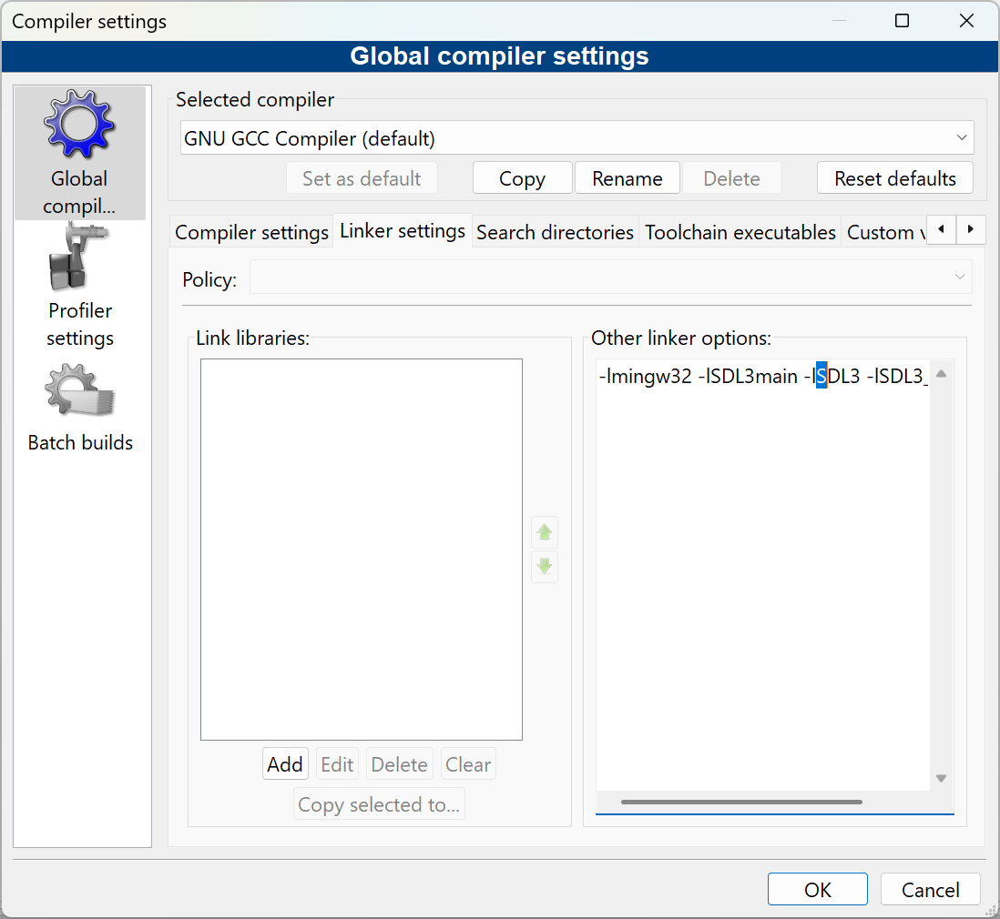 Compiler settings
Global compiler settings
Global
compil...
Profiler
settings
Batch builds
Selected compiler
GNU GCC Compiler (default)
Set as default Copy Rename Delete Reset defaults
Compiler settings Linker settings Search directories Toolchain executables Custom v
Policy:
Link libraries:
Add Edit Delete Clear
Copy selected to...
Other linker options:
-lmingw32 -lSDL3main -lSDL3 -lSDL3_
OK Cancel